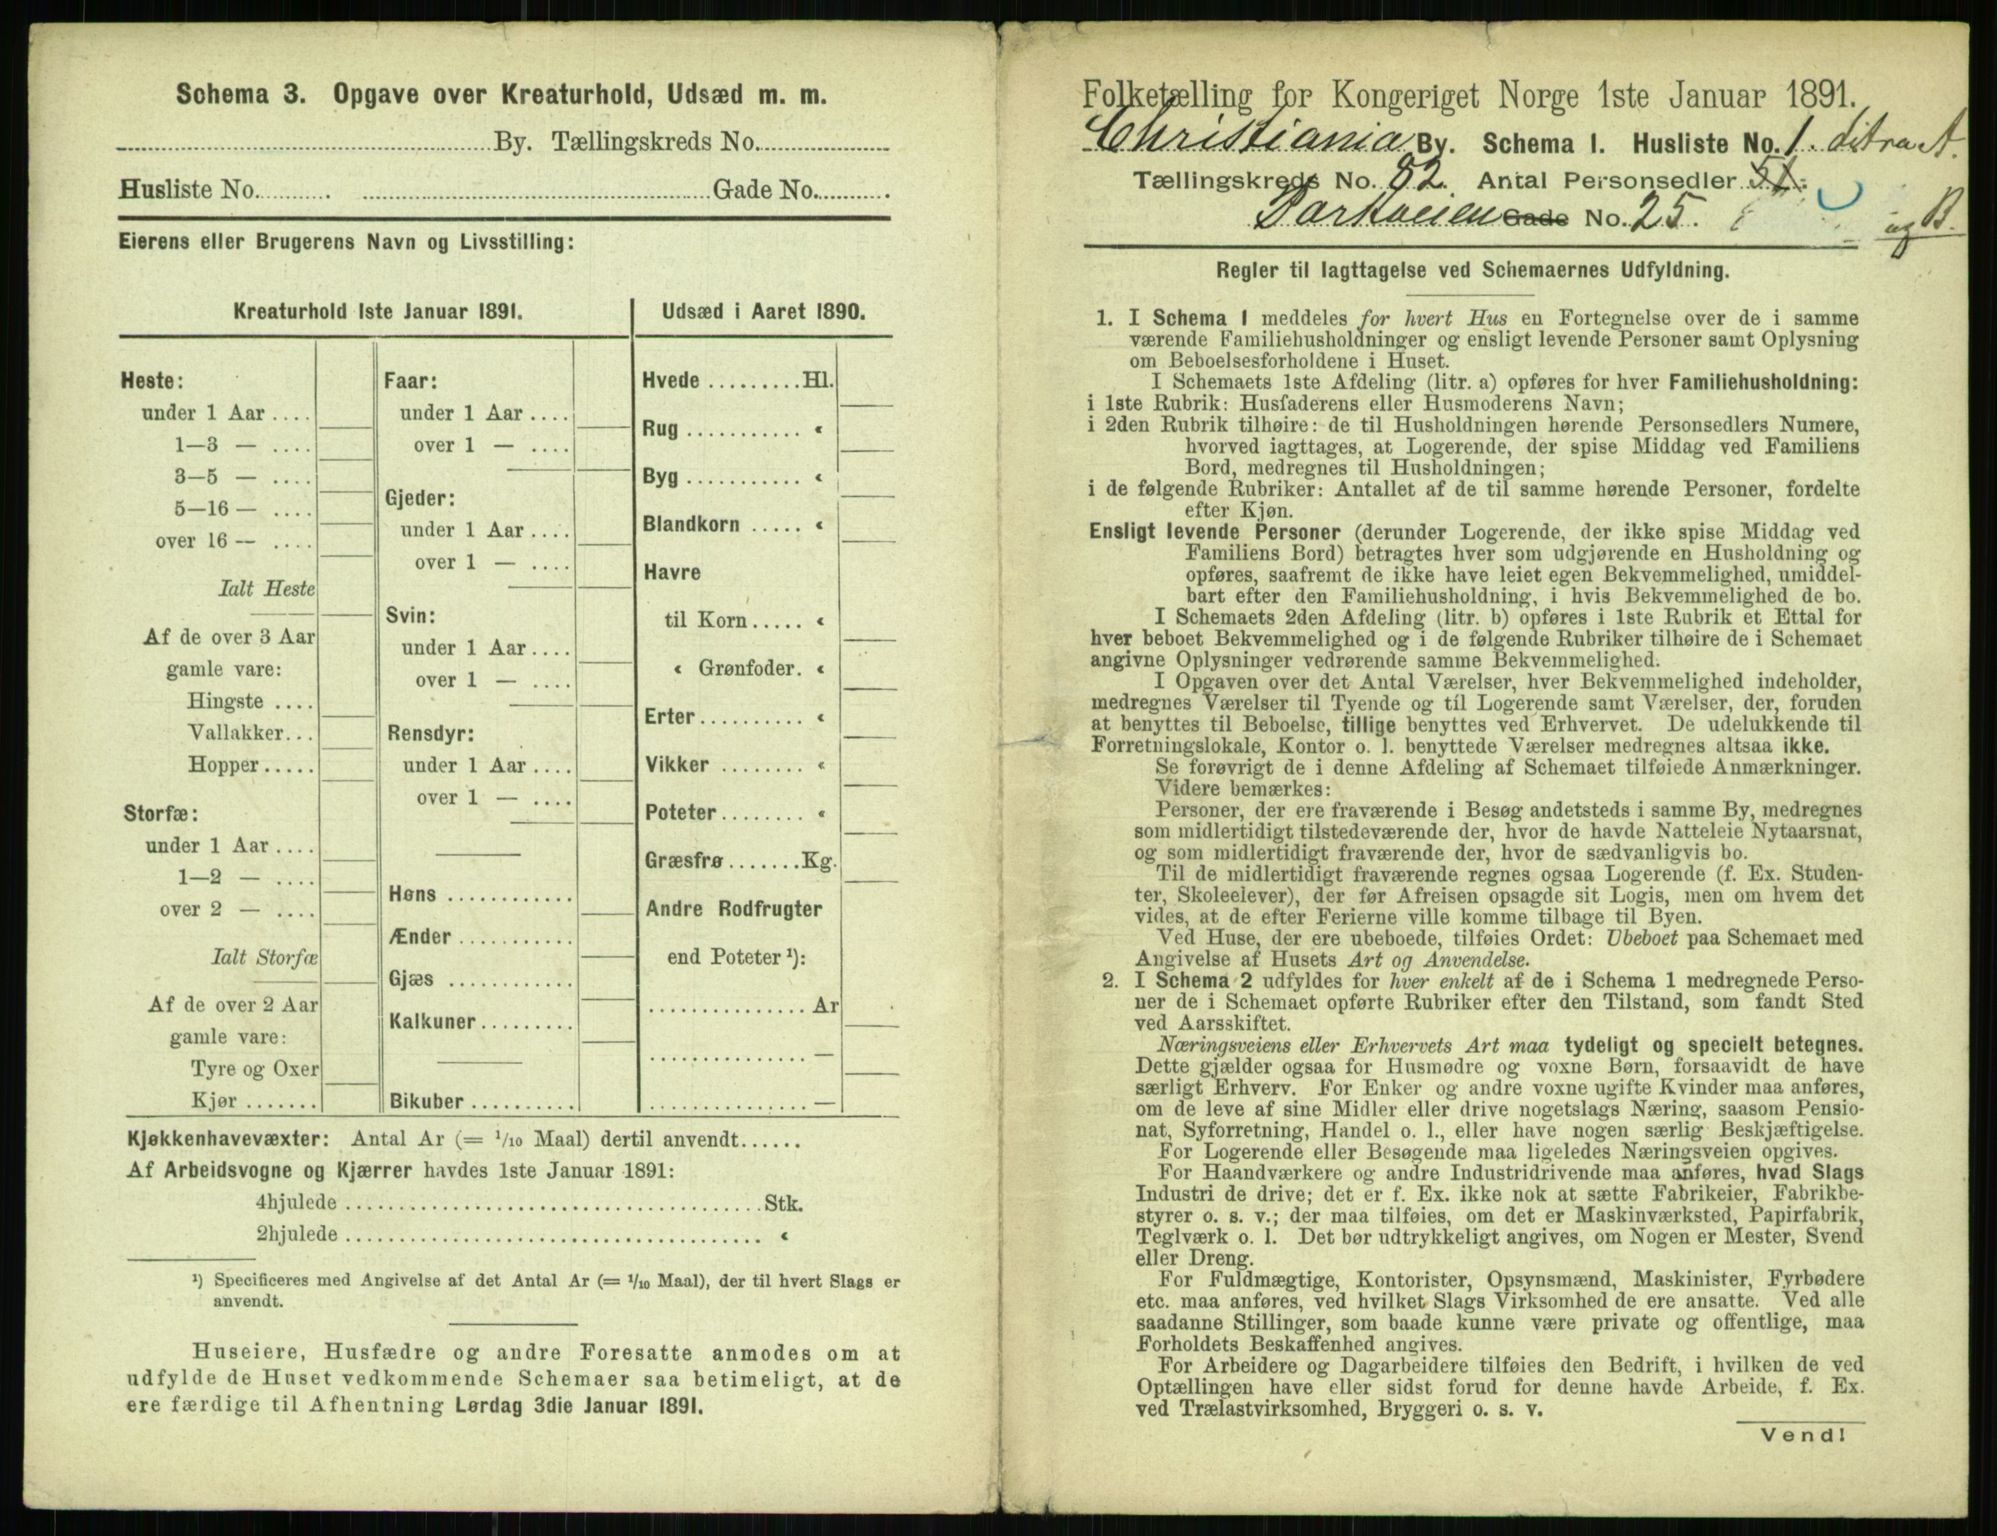 Schema 3. Opgave over Kreaturhold, Udsæd m. m.
By. Tællingskreds No.
Husliste No. Gade No.
Eierens eller Brugerens Navn og Livsstilling:
Kreaturhold 1ste Januar 1891.
Heste:
under 1 Aar ....
1—3 — ....
3—5 — ....
5—16 — ....
over 16 — ....
Ialt Heste
Af de over 3 Aar
gamle vare:
Hingste ....
Vallakker...
Hopper.....
Storfæ:
under 1 Aar ....
1—2 — ....
over 2 — ....
Ialt Storfæ
Af de over 2 Aar
gamle vare:
Tyre og Oxer
Kjør .......
Faar:
under 1 Aar ....
over 1 — ....
Gjeder:
under 1 Aar ....
over 1 — ....
Svin:
under 1 Aar ....
over 1 — ....
Rensdyr:
under 1 Aar ....
over 1 — ....
Høns ............
Ænder ...........
Gjæs ............
Kalkuner.........
Bikuber ..........
Udsæd i Aaret 1890.
Hvede .........Hl.
Rug ........... «
Byg ........... «
Blandkorn ..... «
Havre
til Korn..... «
« Grønfoder. «
Erter.......... «
Vikker ........ «
Poteter........ «
Græsfrø.......Kg.
Andre Rodfrugter
end Poteter ¹):
............... Ar
............... —
............... —
Kjøkkenhavevæxter: Antal Ar (= 1/10 Maal) dertil anvendt......
Af Arbeidsvogne og Kjærrer havdes 1ste Januar 1891:
4hjulede ....................................... Stk.
2hjulede ....................................... «
¹) Specificeres med Angivelse af det Antal Ar (= 1/10 Maal), der til hvert Slags er
anvendt.
Huseiere, Husfædre og andre Foresatte anmodes om at
udfylde de Huset vedkommende Schemaer saa betimeligt, at de
ere færdige til Afhentning Lørdag 3die Januar 1891.
Folketælling for Kongeriget Norge 1ste Januar 1891.
Christiania By. Schema 1. Husliste No. 1. Litra A.
Tællingskreds No. 82. Antal Personsedler 51.
Parkveien Gade No. 25. og B.
Regler til Iagttagelse ved Schemaernes Udfyldning.
1. I Schema 1 meddeles for hvert Hus en Fortegnelse over de i samme
værende Familiehusholdninger og ensligt levende Personer samt Oplysning
om Beboelsesforholdene i Huset.
I Schemaets 1ste Afdeling (litr. a) opføres for hver Familiehusholdning:
i 1ste Rubrik: Husfaderens eller Husmoderens Navn;
i 2den Rubrik tilhøire: de til Husholdningen hørende Personsedlers Numere,
hvorved iagttages, at Logerende, der spise Middag ved Familiens
Bord, medregnes til Husholdningen;
i de følgende Rubriker: Antallet af de til samme hørende Personer, fordelte
efter Kjøn.
Ensligt levende Personer (derunder Logerende, der ikke spise Middag ved
Familiens Bord) betragtes hver som udgjørende en Husholdning og
opføres, saafremt de ikke have leiet egen Bekvemmelighed, umiddel-
bart efter den Familiehusholdning, i hvis Bekvemmelighed de bo.
I Schemaets 2den Afdeling (litr. b) opføres i 1ste Rubrik et Ettal for
hver beboet Bekvemmelighed og i de følgende Rubriker tilhøire de i Schemaet
angivne Oplysninger vedrørende samme Bekvemmelighed.
I Opgaven over det Antal Værelser, hver Bekvemmelighed indeholder,
medregnes Værelser til Tyende og til Logerende samt Værelser, der, foruden
at benyttes til Beboelse, tillige benyttes ved Erhvervet. De udelukkende til
Forretningslokale, Kontor o. l. benyttede Værelser medregnes altsaa ikke.
Se forøvrigt de i denne Afdeling af Schemaet tilføiede Anmærkninger.
Videre bemærkes:
Personer, der ere fraværende i Besøg andetsteds i samme By, medregnes
som midlertidigt tilstedeværende der, hvor de havde Natteleie Nytaarsnat,
og som midlertidigt fraværende der, hvor de sædvanligvis bo.
Til de midlertidigt fraværende regnes ogsaa Logerende (f. Ex. Studen-
ter, Skoleelever), der før Afreisen opsagde sit Logis, men om hvem det
vides, at de efter Ferierne ville komme tilbage til Byen.
Ved Huse, der ere ubeboede, tilføies Ordet: Ubeboet paa Schemaet med
Angivelse af Husets Art og Anvendelse.
2. I Schema 2 udfyldes for hver enkelt af de i Schema 1 medregnede Perso-
ner de i Schemaet opførte Rubriker efter den Tilstand, som fandt Sted
ved Aarsskiftet.
Næringsveiens eller Erhvervets Art maa tydeligt og specielt betegnes.
Dette gjælder ogsaa for Husmødre og voxne Børn, forsaavidt de have
særligt Erhverv. For Enker og andre voxne ugifte Kvinder maa anføres,
om de leve af sine Midler eller drive nogetslags Næring, saasom Pensio-
nat, Syforretning, Handel o. l., eller have nogen særlig Beskjæftigelse.
For Logerende eller Besøgende maa ligeledes Næringsveien opgives.
For Haandværkere og andre Industridrivende maa anføres, hvad Slags
Industri de drive; det er f. Ex. ikke nok at sætte Fabrikeier, Fabrikbe-
styrer o. s. v.; der maa tilføies, om det er Maskinværksted, Papirfabrik,
Teglværk o. l. Det bør udtrykkeligt angives, om Nogen er Mester, Svend
eller Dreng.
For Fuldmægtige, Kontorister, Opsynsmænd, Maskinister, Fyrbødere
etc. maa anføres, ved hvilket Slags Virksomhed de ere ansatte. Ved alle
saadanne Stillinger, som baade kunne være private og offentlige, maa
Forholdets Beskaffenhed angives.
For Arbeidere og Dagarbeidere tilføies den Bedrift, i hvilken de ved
Optællingen have eller sidst forud for denne havde Arbeide, f. Ex.
ved Trælastvirksomhed, Bryggeri o. s. v.
Vend!